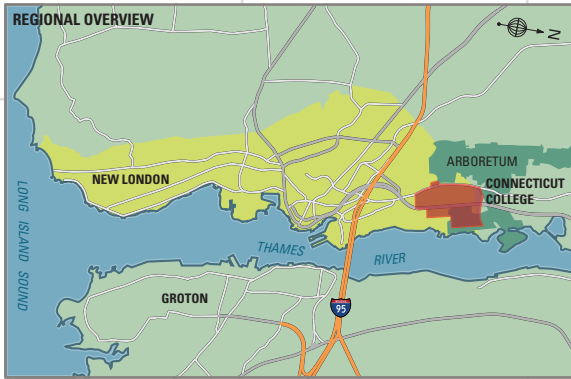 REGIONAL OVERVIEW
N
ARBORETUM
CONNECTICUT
COLLEGE
NEW LONDON
LONG ISLAND SOUND
THAMES RIVER
GROTON
95